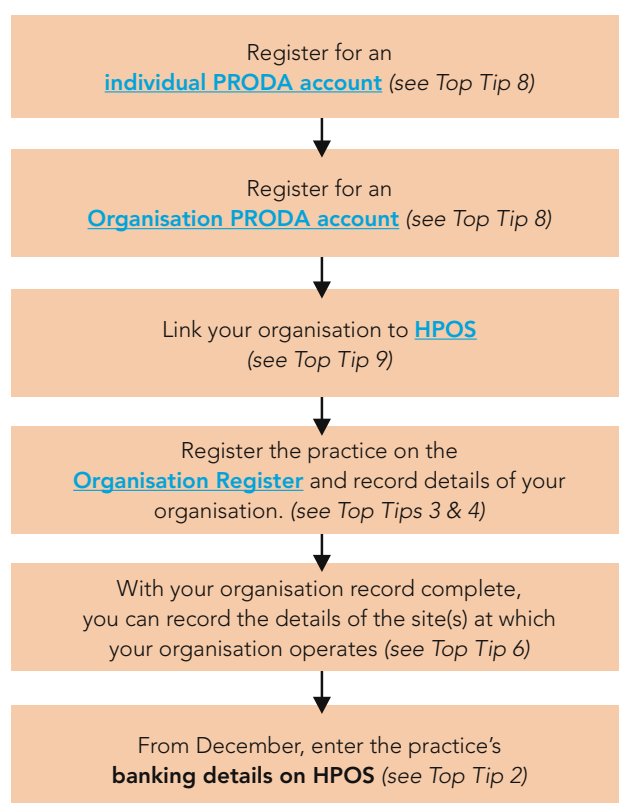 Register for an
individual PRODA account (see Top Tip 8)
Register for an
Organisation PRODA account (see Top Tip 8)
Link your organisation to HPOS
(see Top Tip 9)
Register the practice on the
Organisation Register and record details of your
organisation. (see Top Tips 3 & 4)
With your organisation record complete,
you can record the details of the site(s) at which
your organisation operates (see Top Tip 6)
From December, enter the practice’s
banking details on HPOS (see Top Tip 2)